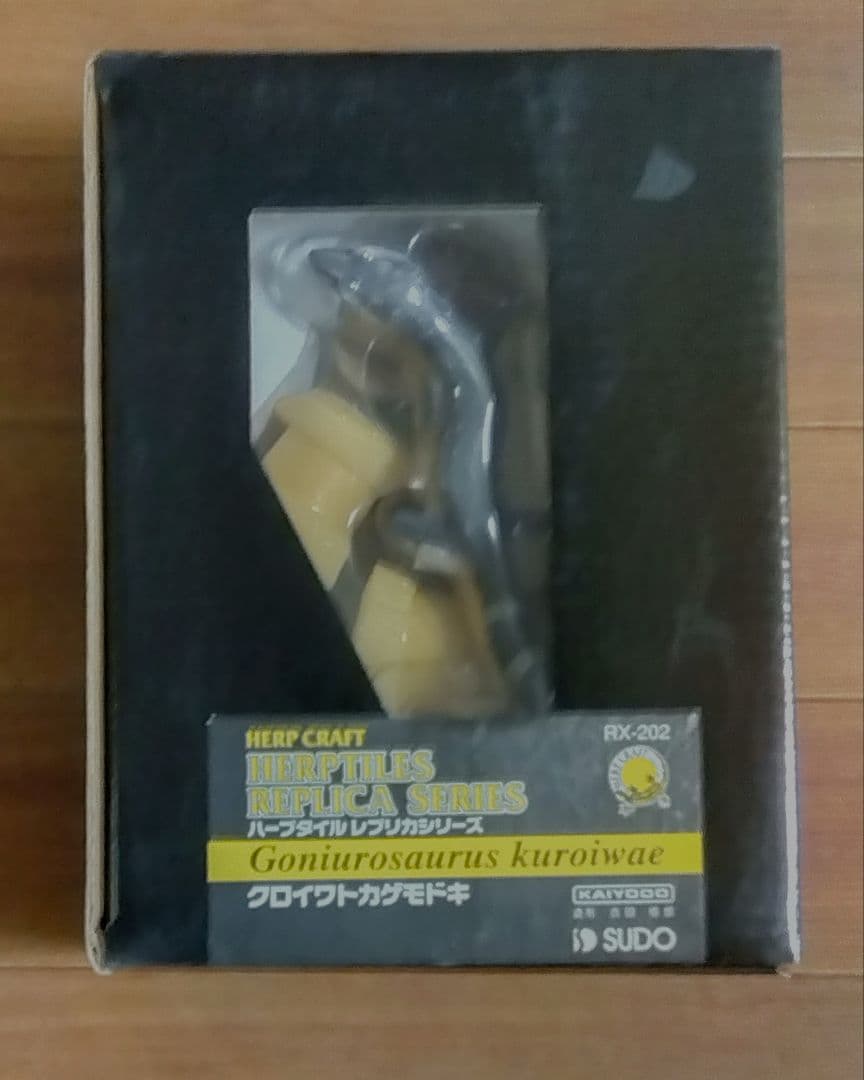 HERP CRAFT
RX-202
HERPTILES
REPLICA SERIES
ハープタイル レプリカシリーズ
Goniurosaurus kuroiwae
クロイワトカゲモドキ
KAIYODO
SUDO